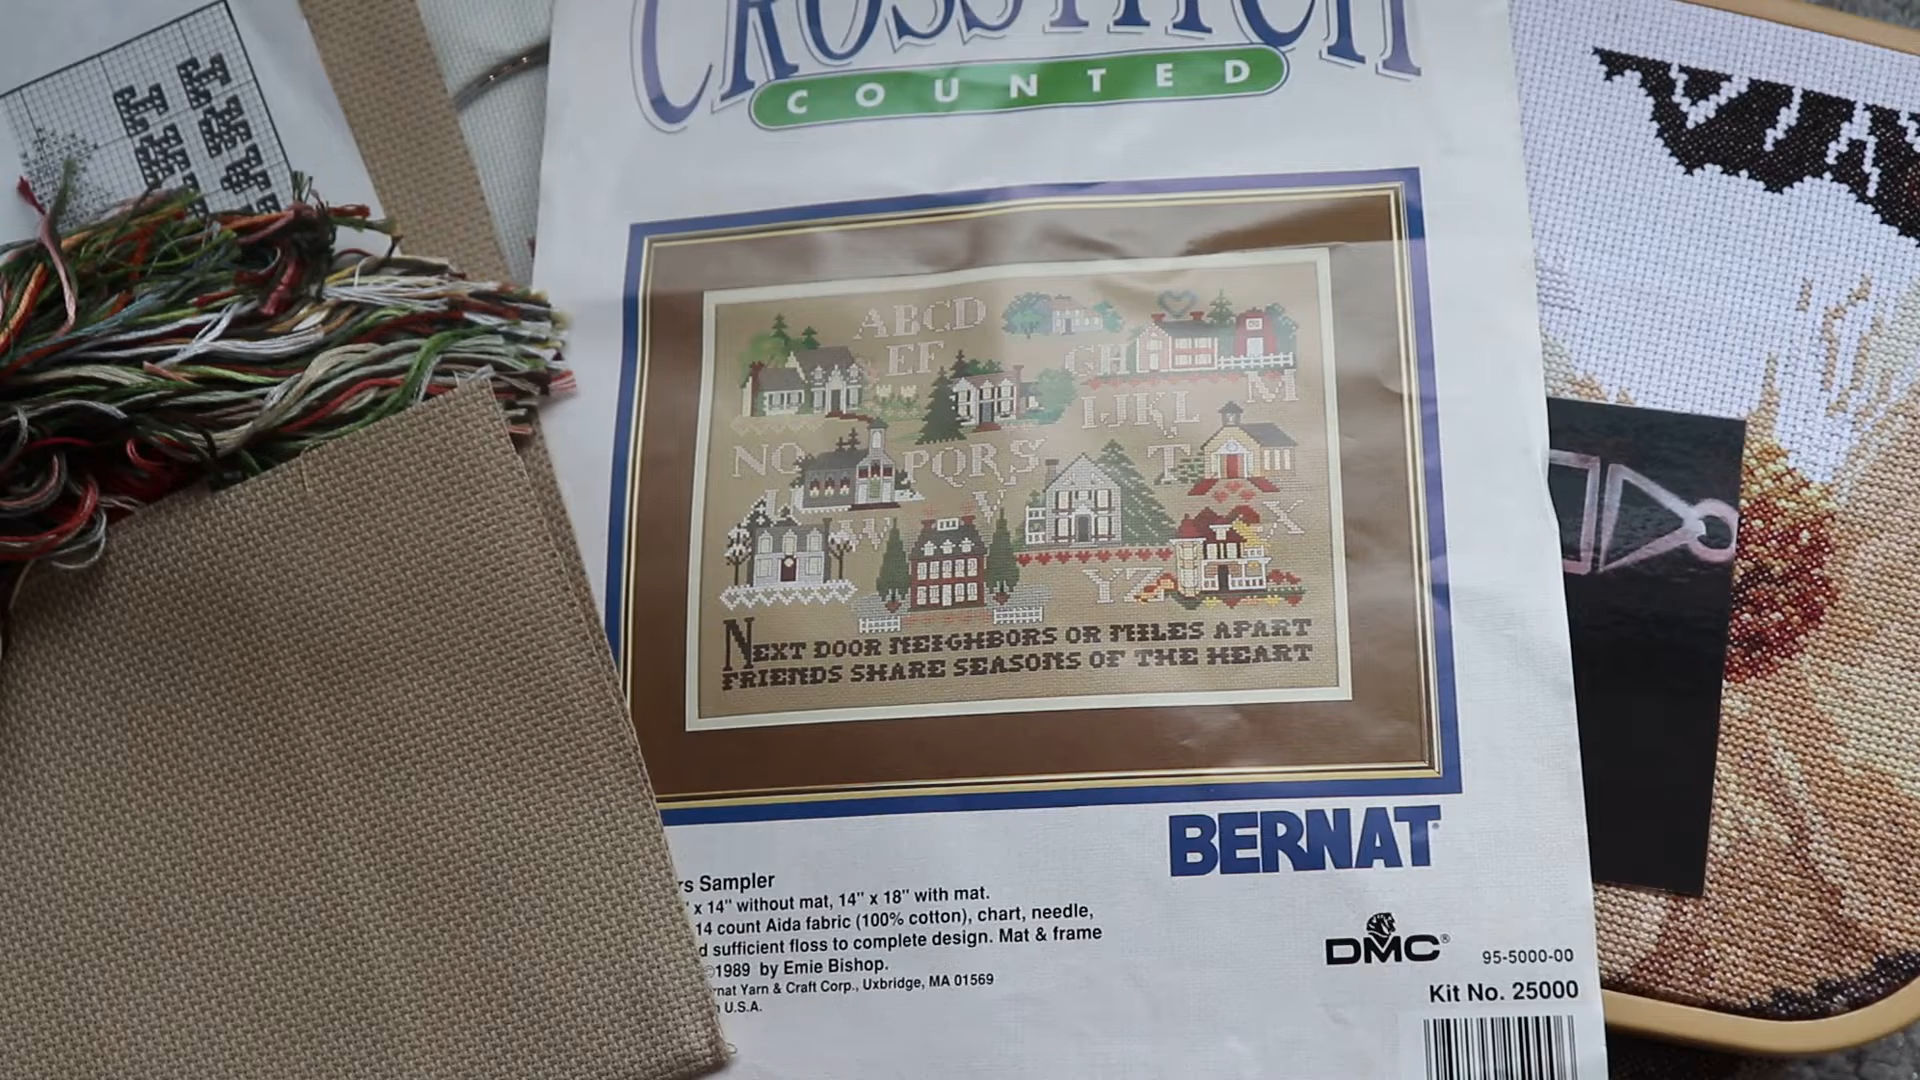 CROSSTITCH
COUNTED
ABCD
EF
GH
IJKL
M
NO
PQRS
T
U
V
W
X
YZ
NEXT DOOR NEIGHBORS OR MILES APART
FRIENDS SHARE SEASONS OF THE HEART
BERNAT®
rs Sampler
" x 14" without mat, 14" x 18" with mat.
14 count Aida fabric (100% cotton), chart, needle,
d sufficient floss to complete design. Mat & frame
©1989 by Emie Bishop.
rnat Yarn & Craft Corp., Uxbridge, MA 01569
U.S.A.
DMC®
95-5000-00
Kit No. 25000